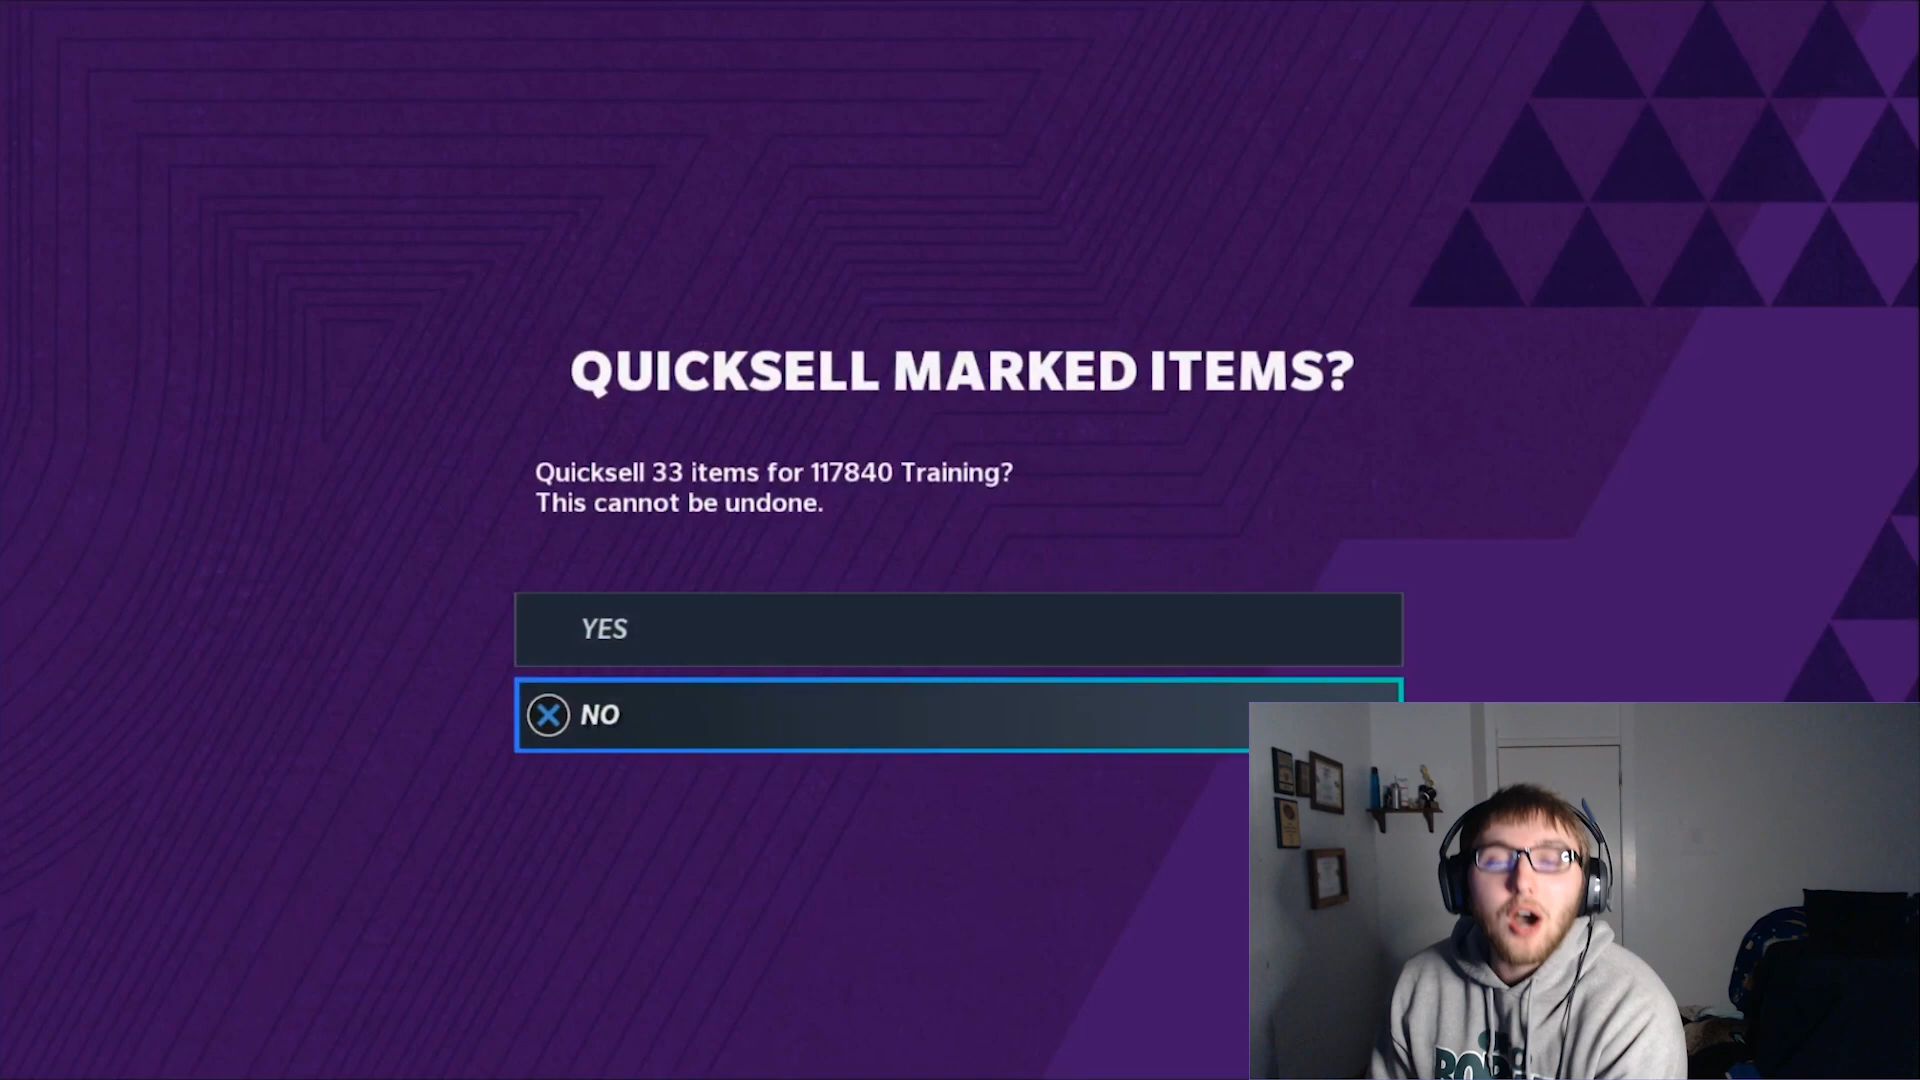 QUICKSELL MARKED ITEMS?
Quicksell 33 items for 117840 Training?
This cannot be undone.
YES
NO